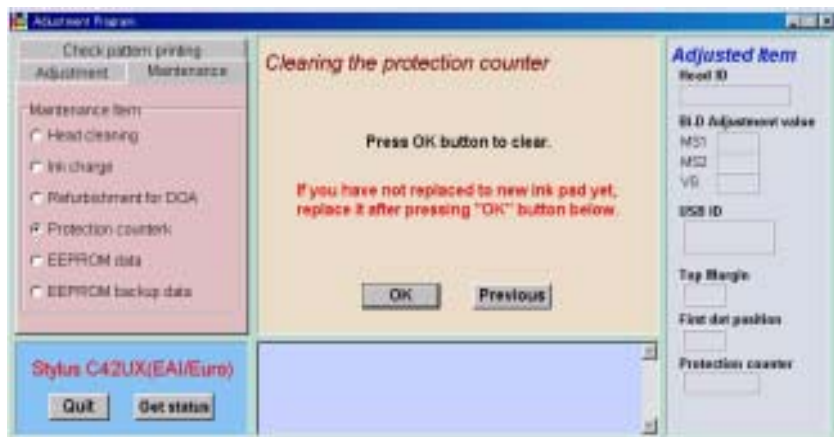 Adjustment Program
Check pattern printing
Adjustment
Maintenance
Maintenance Item
Head cleaning
Ink charge
Refurbishment for DOA
Protection counterk
EEPROM data
EEPROM backup data
Clearing the protection counter
Press OK button to clear.
If you have not replaced to new ink pad yet,
replace it after pressing "OK" button below.
OK
Previous
Stylus C42UX(EAI/Euro)
Quit
Get status
Adjusted Item
Head ID
Bi-D Adjustment value
MS1
MS2
VB
USB ID
Top Margin
First dot position
Protection counter